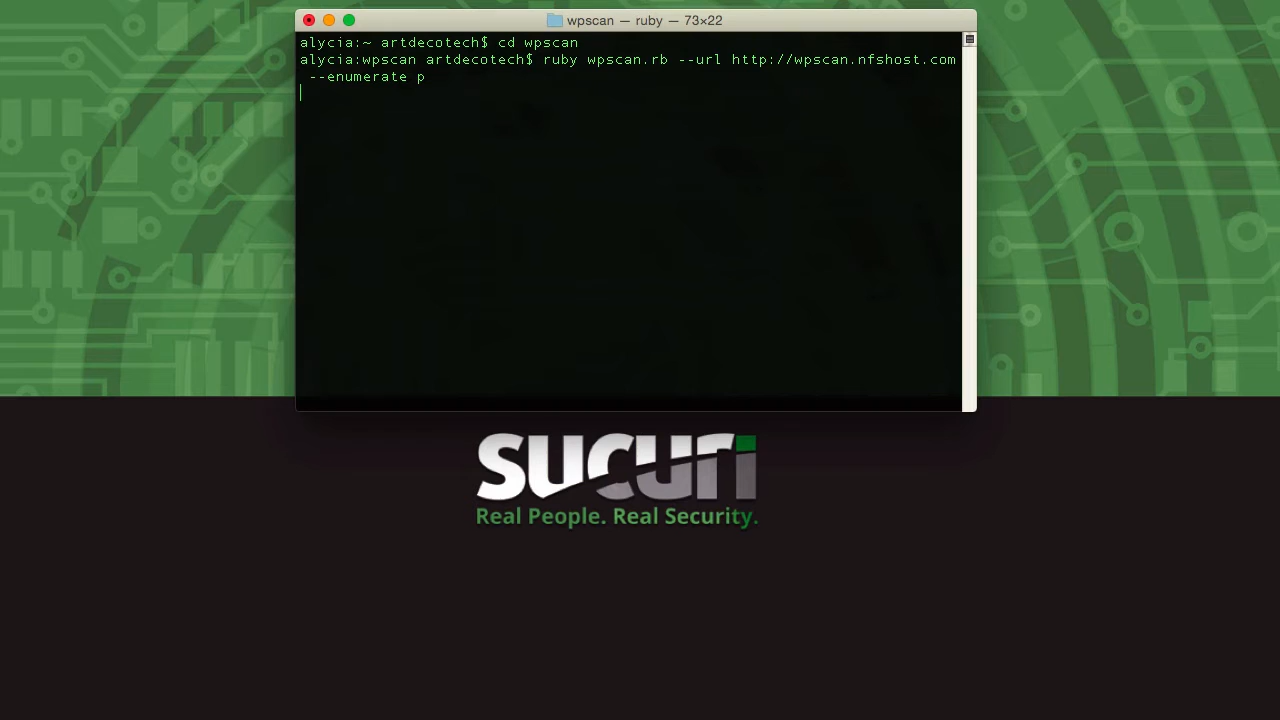 wpscan — ruby — 73×22
alycia:~ artdecotech$ cd wpscan
alycia:wpscan artdecotech$ ruby wpscan.rb --url http://wpscan.nfshost.com
--enumerate p
sucuri
Real People. Real Security.